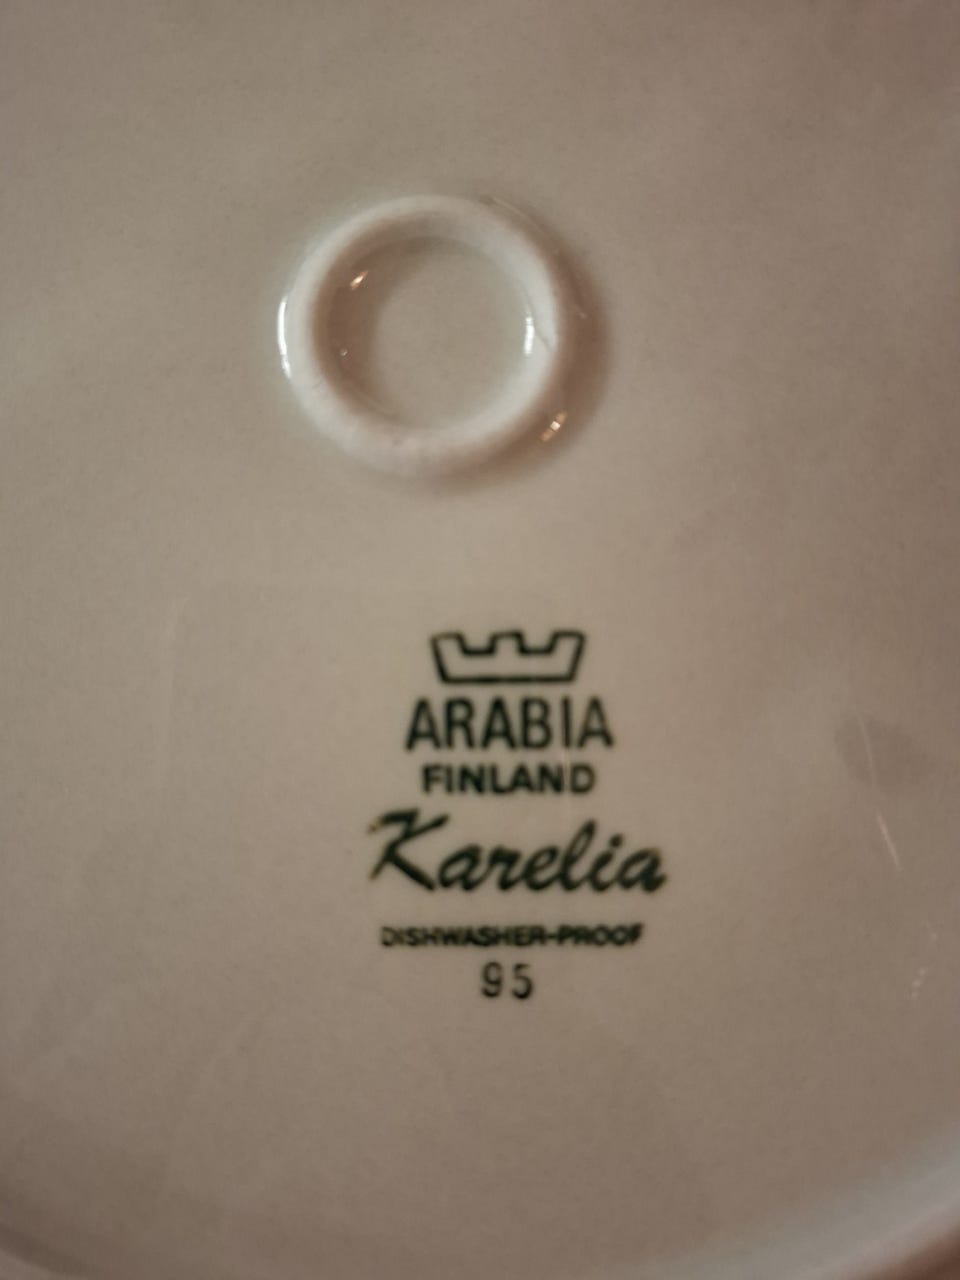 ARABIA
FINLAND
Karelia
DISHWASHER-PROOF
95